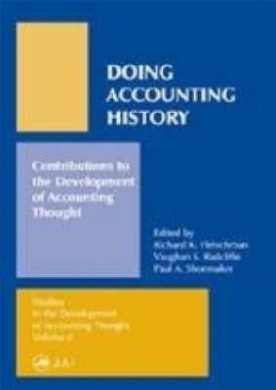 DOING
ACCOUNTING
HISTORY
Contributions to
the Development
of Accounting
Thought
Edited by
Richard K. Fleischman
Vaughan S. Radcliffe
Paul A. Shoemaker
Studies
in the Development
of Accounting Thought
Volume 6
JAI